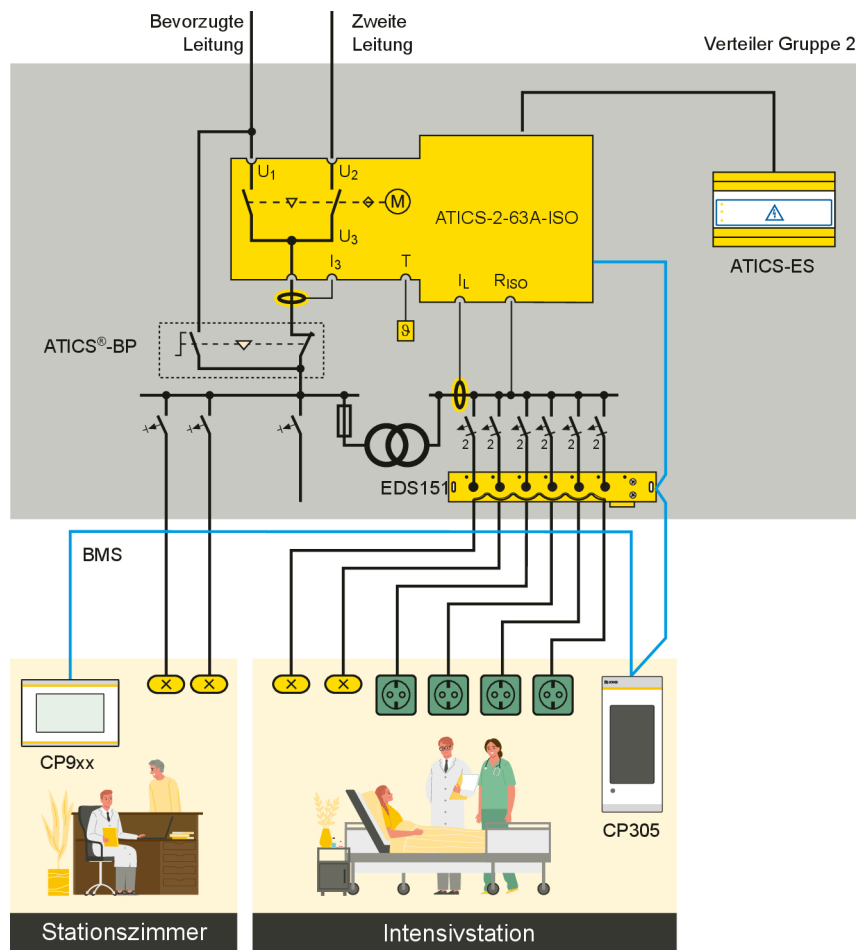 Bevorzugte
Leitung
Zweite
Leitung
Verteiler Gruppe 2
U1
U2
M
ATICS-2-63A-ISO
U3
I3
T
IL
RISO
ATICS-ES
ϑ
ATICS®-BP
2
2
2
2
2
2
EDS151
BMS
CP9xx
CP305
Stationszimmer
Intensivstation